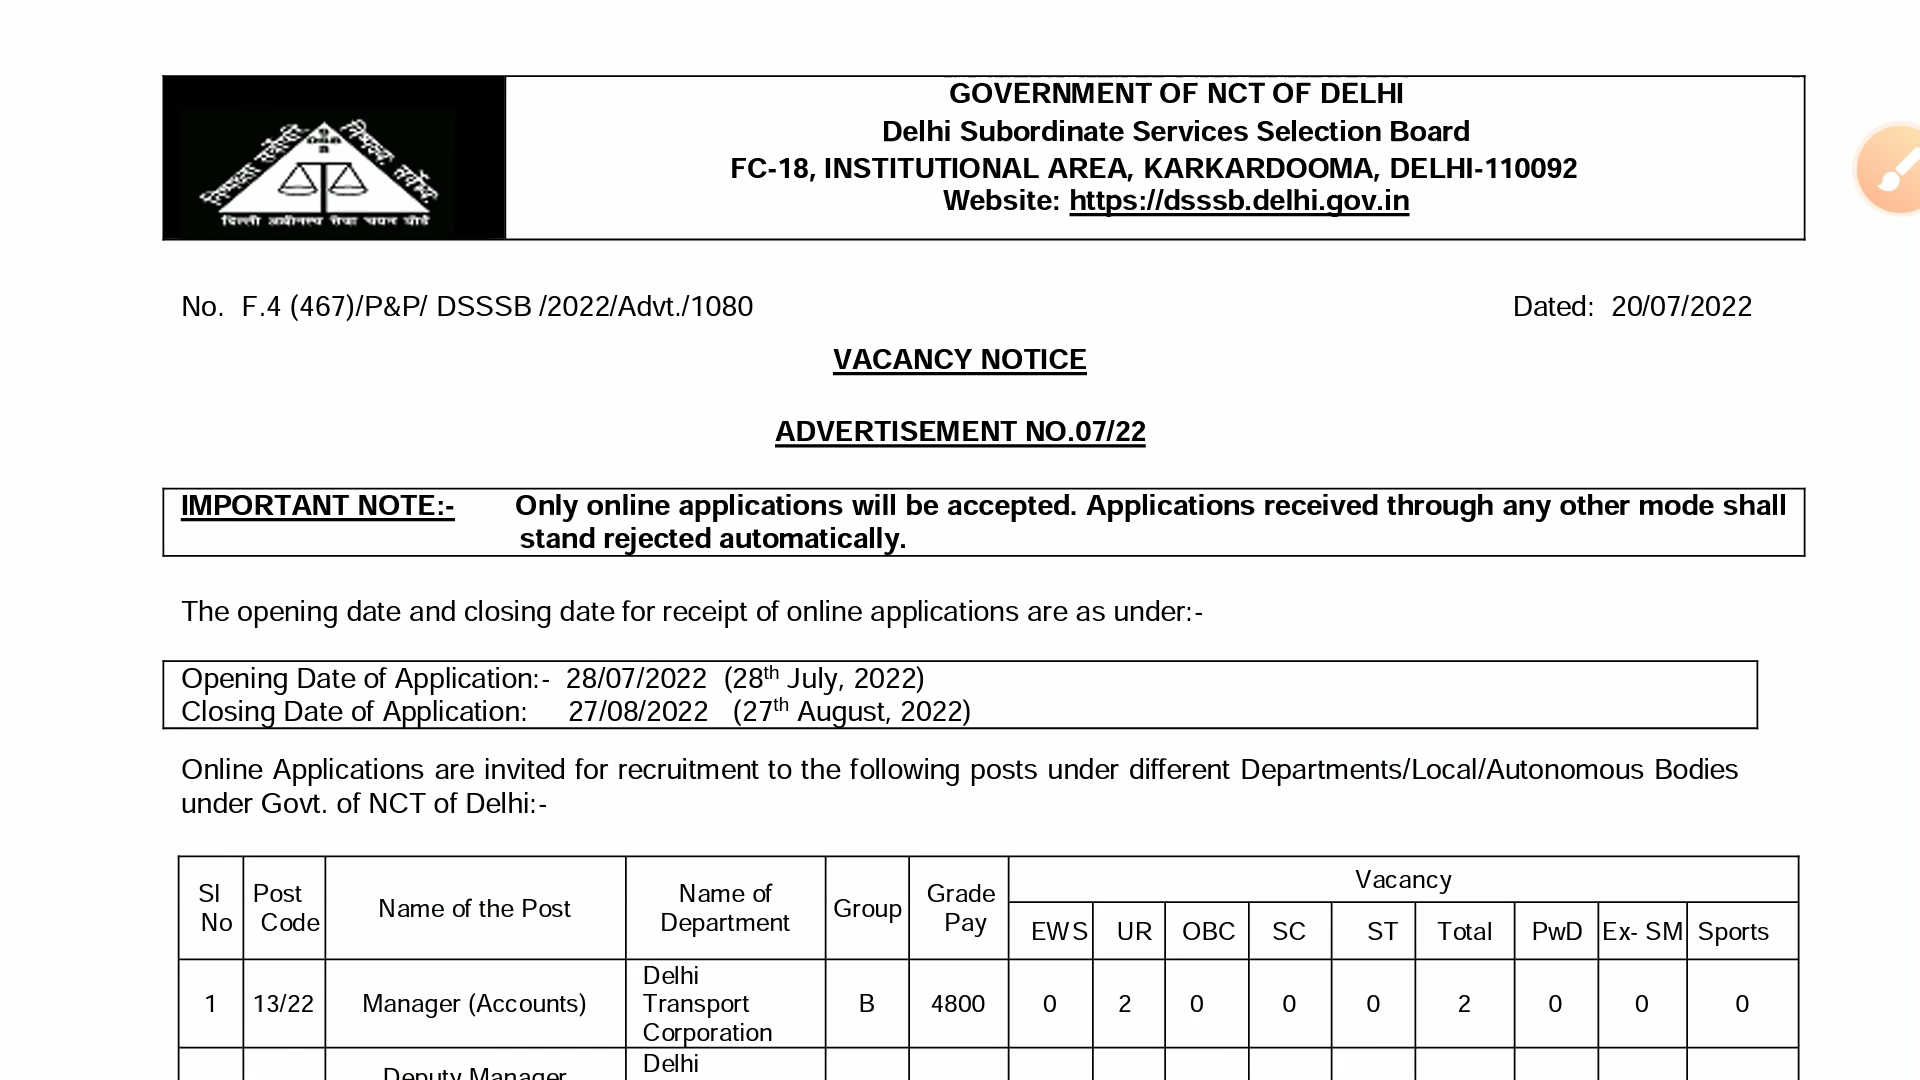 GOVERNMENT OF NCT OF DELHI
Delhi Subordinate Services Selection Board
FC-18, INSTITUTIONAL AREA, KARKARDOOMA, DELHI-110092
Website: https://dsssb.delhi.gov.in
दिल्ली अधीनस्थ सेवा चयन बोर्ड
No. F.4 (467)/P&P/ DSSSB /2022/Advt./1080 Dated: 20/07/2022
VACANCY NOTICE
ADVERTISEMENT NO.07/22
IMPORTANT NOTE:- Only online applications will be accepted. Applications received through any other mode shall
stand rejected automatically.
The opening date and closing date for receipt of online applications are as under:-
Opening Date of Application:- 28/07/2022 (28th July, 2022)
Closing Date of Application: 27/08/2022 (27th August, 2022)
Online Applications are invited for recruitment to the following posts under different Departments/Local/Autonomous Bodies
under Govt. of NCT of Delhi:-
Sl No Post Code Name of the Post Name of Department Group Grade Pay Vacancy
EWS UR OBC SC ST Total PwD Ex- SM Sports
1 13/22 Manager (Accounts) Delhi Transport Corporation B 4800 0 2 0 0 0 2 0 0 0
Deputy Manager Delhi